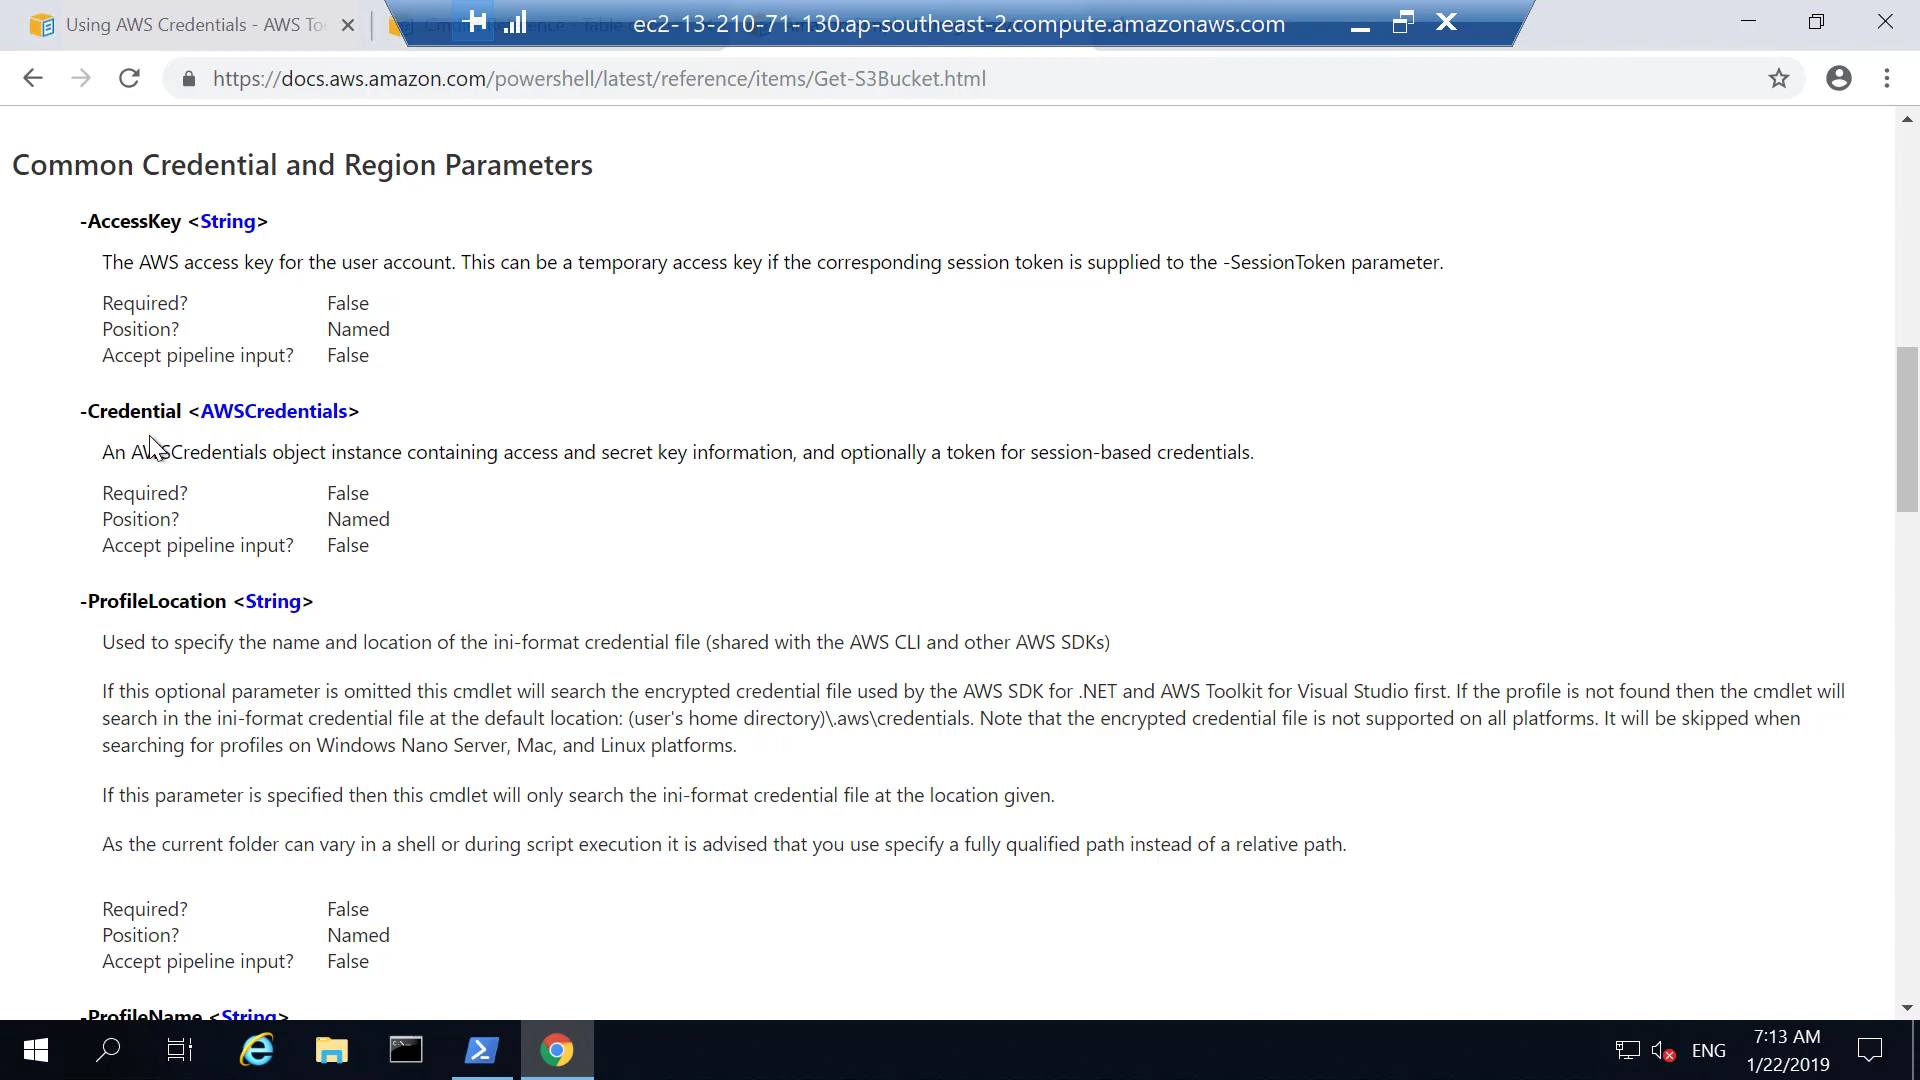 Using AWS Credentials - AWS To
ec2-13-210-71-130.ap-southeast-2.compute.amazonaws.com
https://docs.aws.amazon.com/powershell/latest/reference/items/Get-S3Bucket.html
Common Credential and Region Parameters
-AccessKey <String>
The AWS access key for the user account. This can be a temporary access key if the corresponding session token is supplied to the -SessionToken parameter.
Required? False
Position? Named
Accept pipeline input? False
-Credential <AWSCredentials>
An AWSCredentials object instance containing access and secret key information, and optionally a token for session-based credentials.
Required? False
Position? Named
Accept pipeline input? False
-ProfileLocation <String>
Used to specify the name and location of the ini-format credential file (shared with the AWS CLI and other AWS SDKs)
If this optional parameter is omitted this cmdlet will search the encrypted credential file used by the AWS SDK for .NET and AWS Toolkit for Visual Studio first. If the profile is not found then the cmdlet will
search in the ini-format credential file at the default location: (user's home directory)\.aws\credentials. Note that the encrypted credential file is not supported on all platforms. It will be skipped when
searching for profiles on Windows Nano Server, Mac, and Linux platforms.
If this parameter is specified then this cmdlet will only search the ini-format credential file at the location given.
As the current folder can vary in a shell or during script execution it is advised that you use specify a fully qualified path instead of a relative path.
Required? False
Position? Named
Accept pipeline input? False
-ProfileName <String>
ENG
7:13 AM
1/22/2019